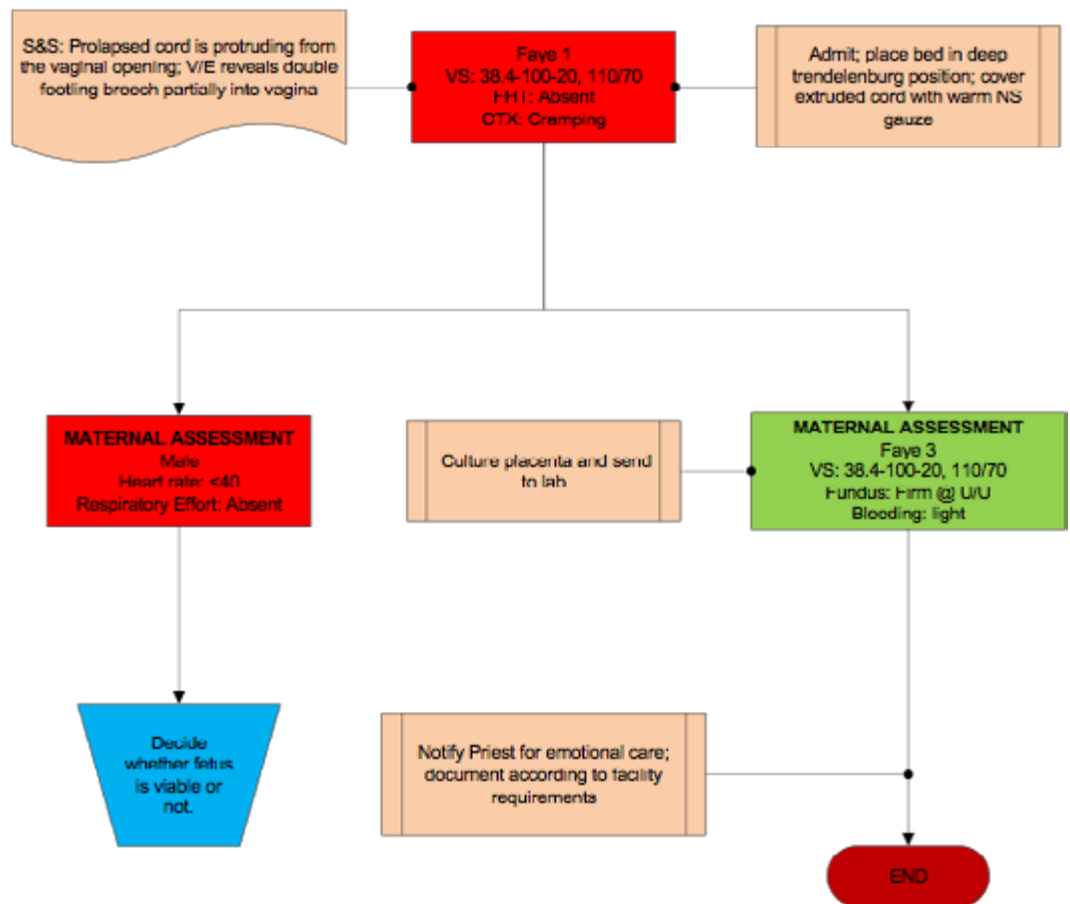 S&S: Prolapsed cord is protruding from
the vaginal opening; V/E reveals double
footling breech partially into vagina
Faye 1
VS: 38.4-100-20, 110/70
FHT: Absent
CTX: Cramping
Admit; place bed in deep
trendelenburg position; cover
extruded cord with warm NS
gauze
MATERNAL ASSESSMENT
Male
Heart rate: <40
Respiratory Effort: Absent
Culture placenta and send
to lab
MATERNAL ASSESSMENT
Faye 3
VS: 38.4-100-20, 110/70
Fundus: Firm @ U/U
Bleeding: light
Decide
whether fetus
is viable or
not.
Notify Priest for emotional care;
document according to facility
requirements
END